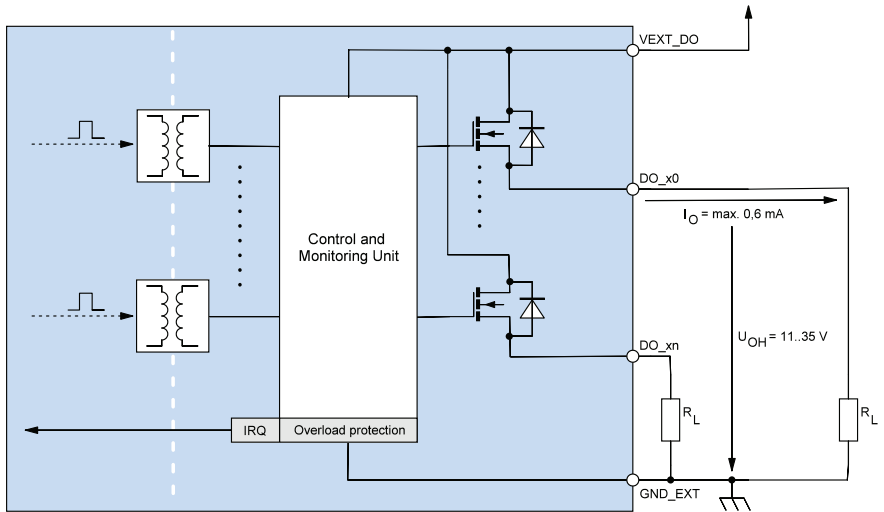 VEXT_DO
DO_x0
IO = max. 0,6 mA
Control and
Monitoring Unit
UOH = 11..35 V
DO_xn
RL
RL
IRQ
Overload protection
GND_EXT